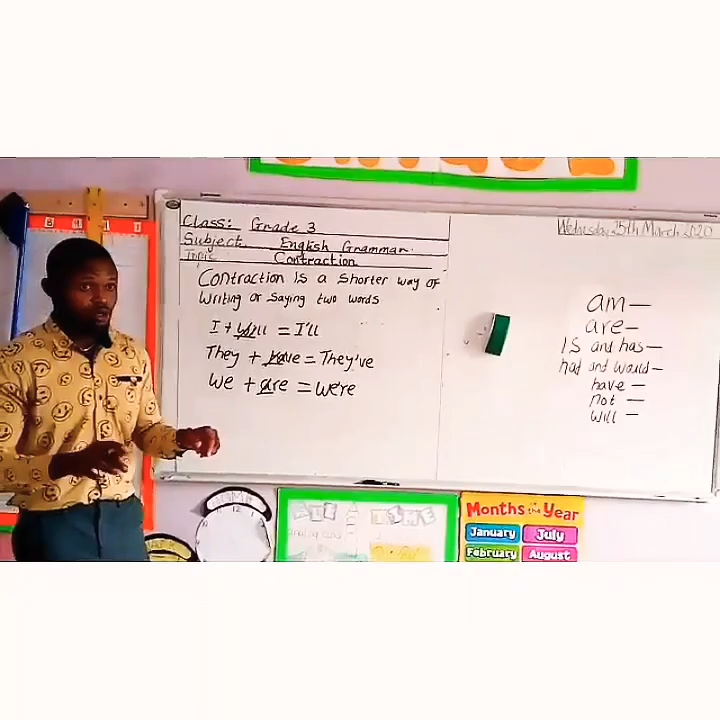 Class: Grade 3
Subject English Grammar.
Topic Contraction
Contraction is a shorter way of
writing or saying two words
I + will = I'll
They + have = They've
We + are = We're
Wednesday 25th March 2020
am —
are —
Is and has —
had and would —
have —
not —
will —
12
Months of the Year
January
July
February
August